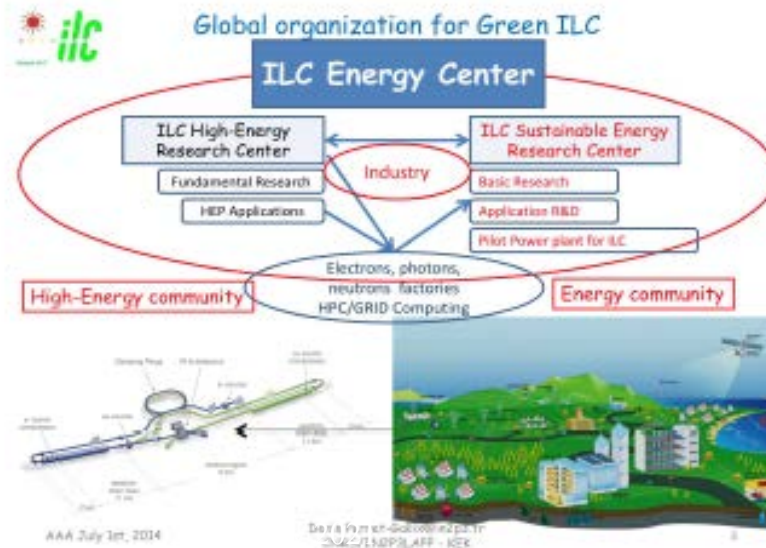 ilc
Global organization for Green ILC
ILC Energy Center
ILC High-Energy
Research Center
ILC Sustainable Energy
Research Center
Industry
Fundamental Research
Basic Research
HEP Applications
Application R&D
Pilot Power plant for ILC
Electrons, photons,
neutrons factories
HPC/GRID Computing
High-Energy community
Energy community
Damping Rings
AAA July 1st, 2014